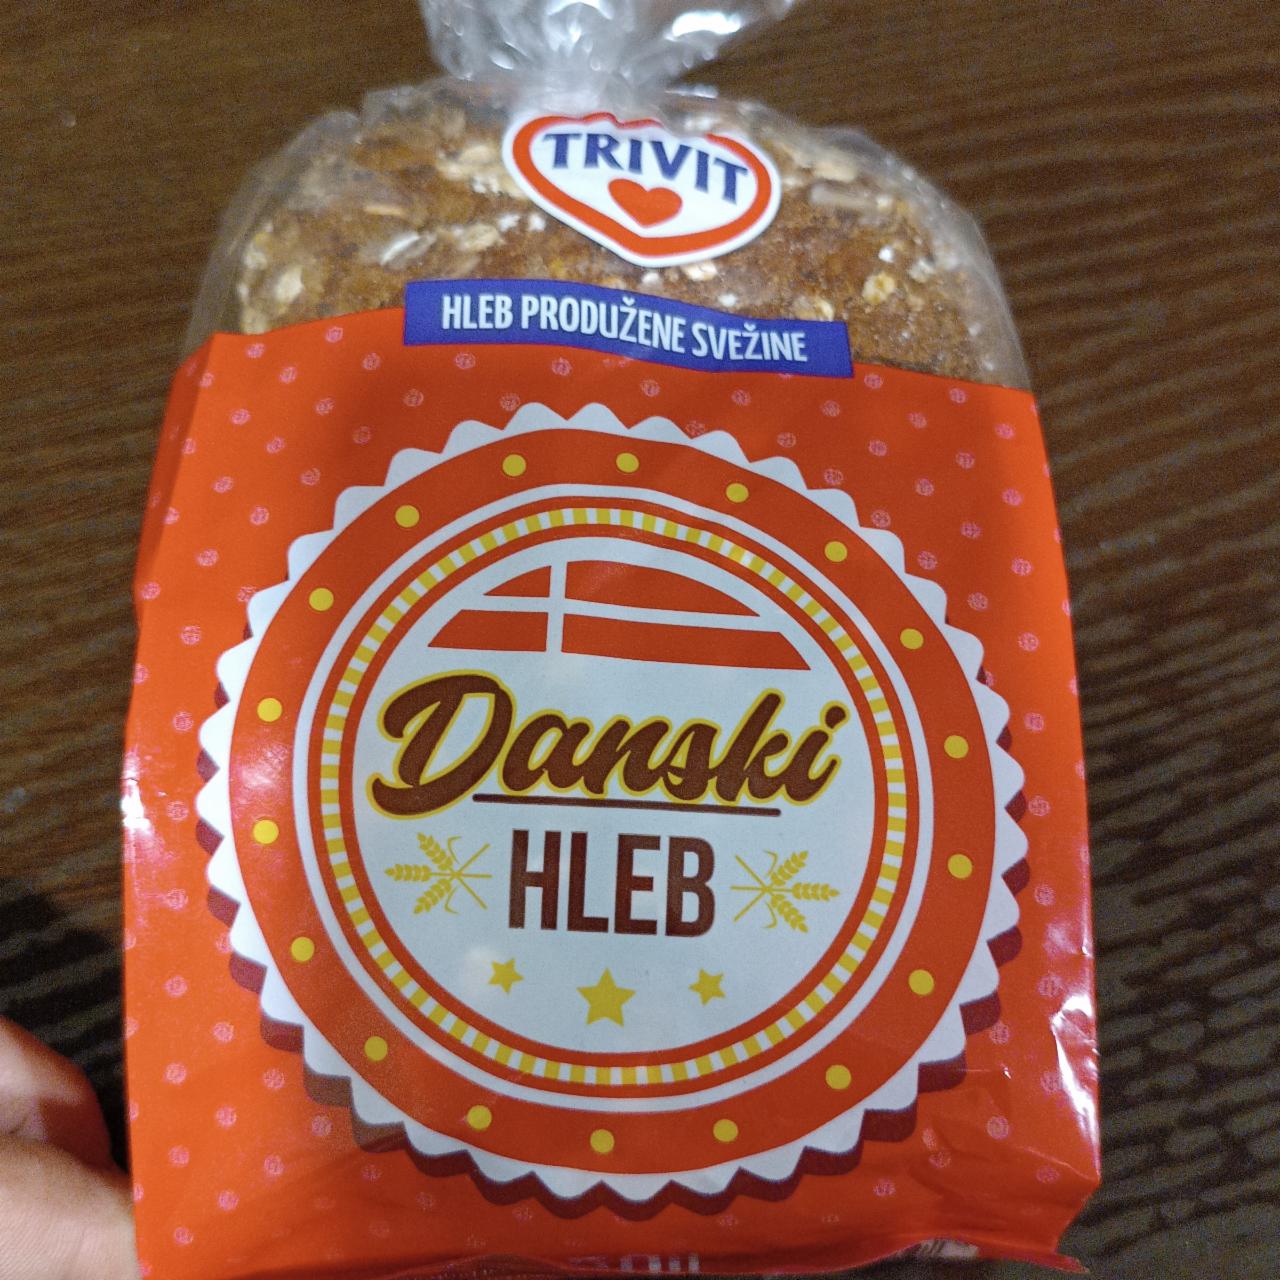 TRIVIT
HLEB PRODUŽENE SVEŽINE
Danski
HLEB